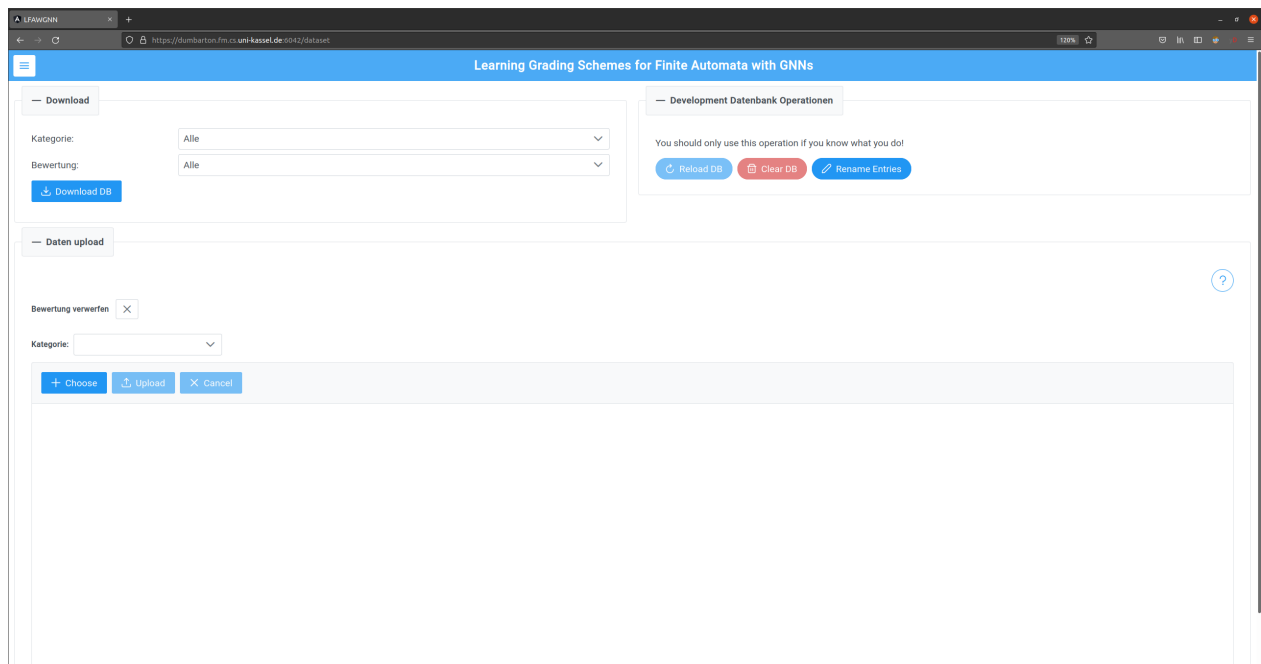 LFAWGNN
https://dumbarton.fm.cs.uni-kassel.de:6042/dataset
120%
Learning Grading Schemes for Finite Automata with GNNs
Download
Kategorie: Alle
Bewertung: Alle
Download DB
Development Datenbank Operationen
You should only use this operation if you know what you do!
Reload DB Clear DB Rename Entries
Daten upload
?
Bewertung verwerfen
Kategorie:
Choose Upload Cancel